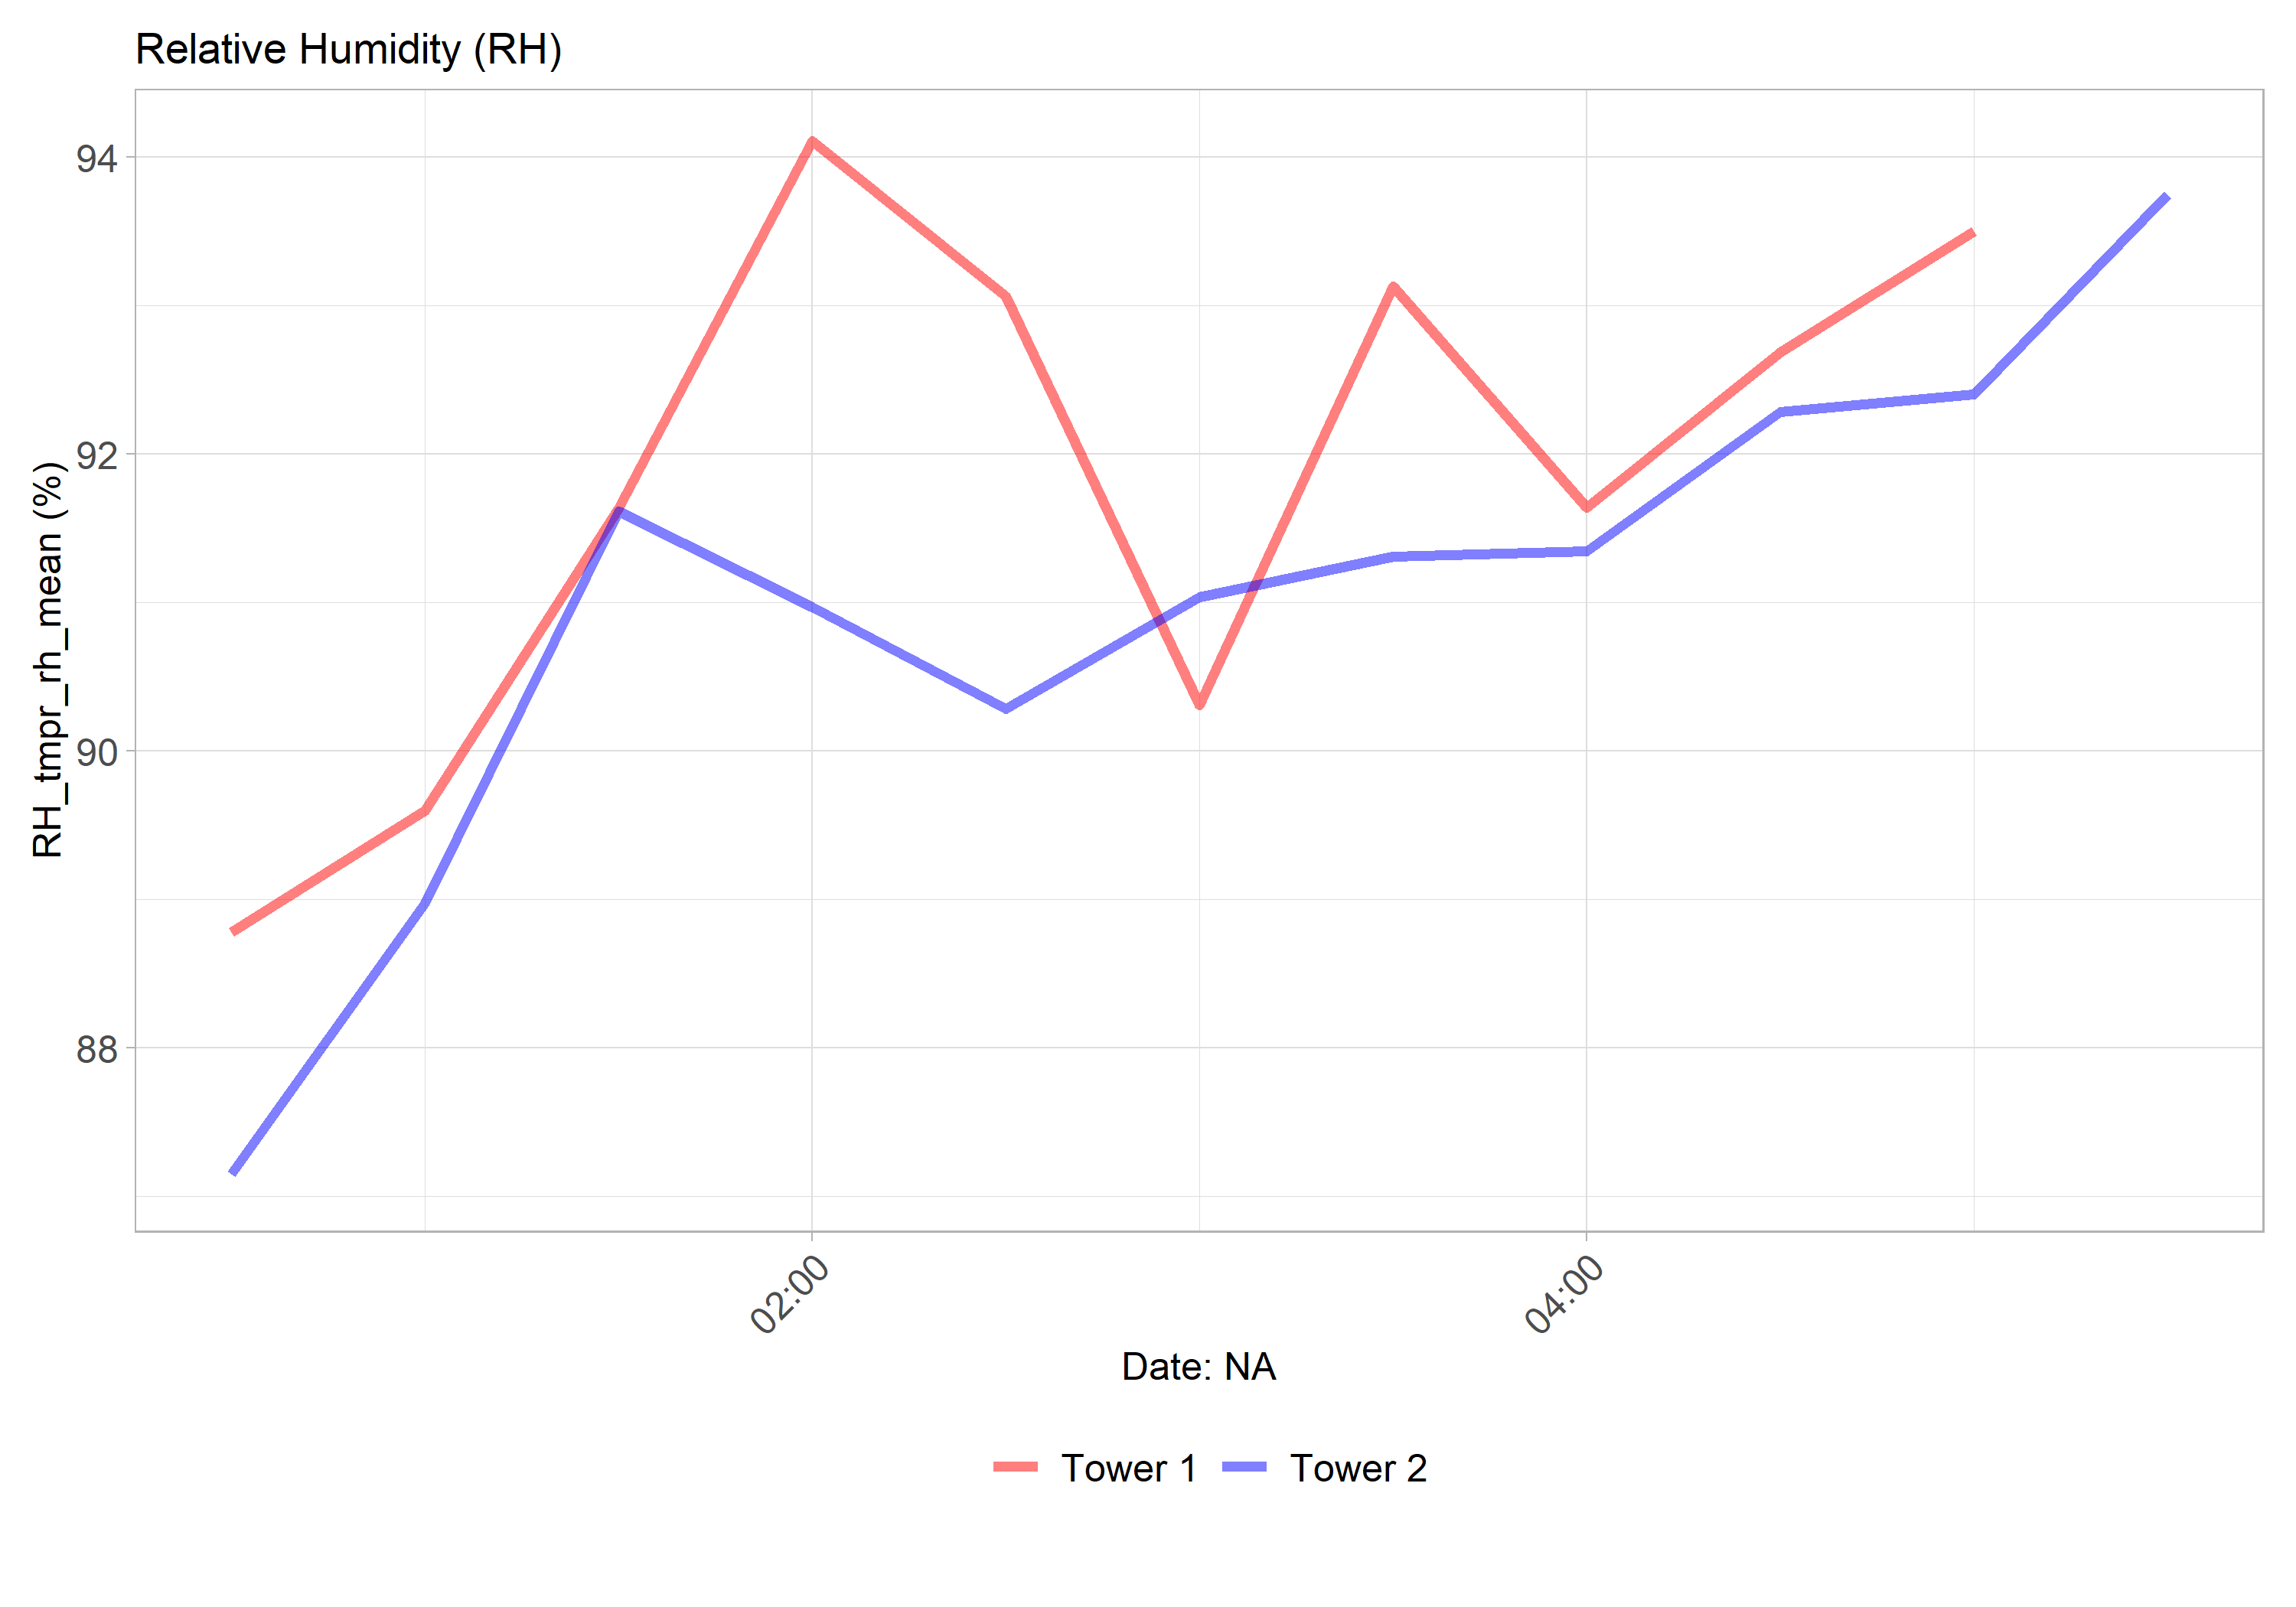 Relative Humidity (RH)
RH_tmpr_rh_mean (%)
94
92
90
88
02:00
04:00
Date: NA
Tower 1
Tower 2